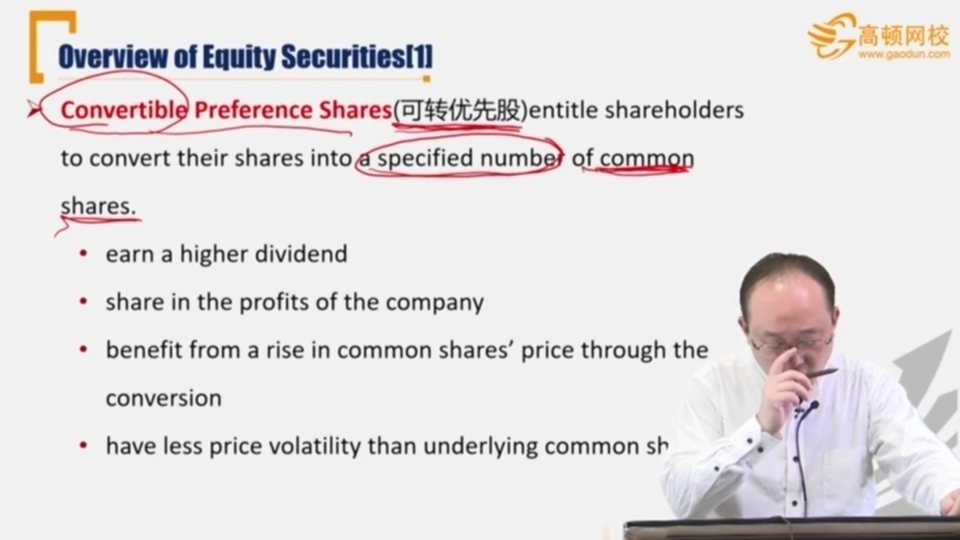 Overview of Equity Securities[1]
高顿网校
www.gaodun.com
Convertible Preference Shares(可转优先股)entitle shareholders
to convert their shares into a specified number of common
shares.
• earn a higher dividend
• share in the profits of the company
• benefit from a rise in common shares’ price through the
conversion
• have less price volatility than underlying common sh